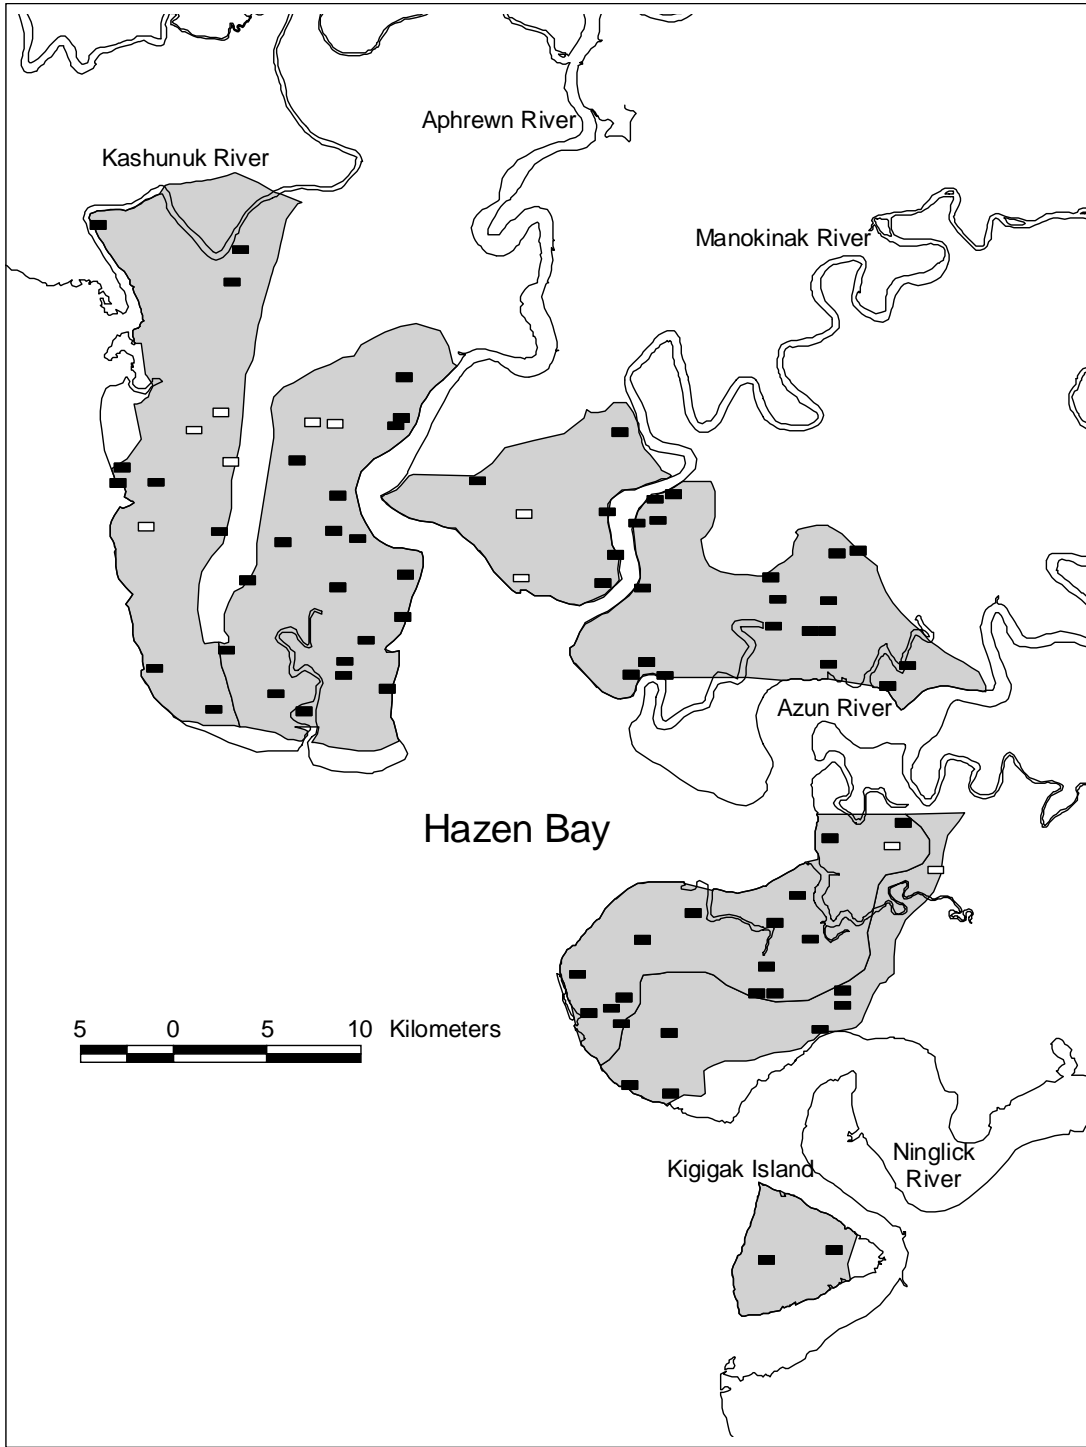 Aphrewn River
Kashunuk River
Manokinak River
Azun River
Hazen Bay
5 0 5 10 Kilometers
Ninglick
River
Kigigak Island